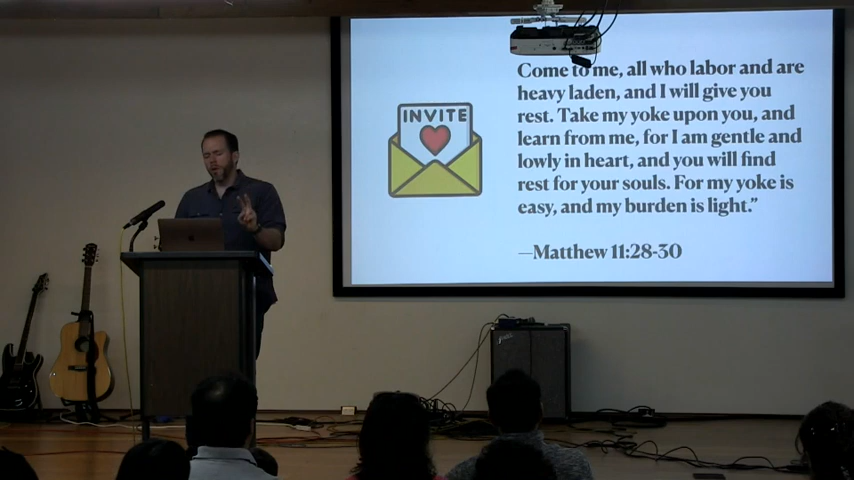 INVITE
Come to me, all who labor and are
heavy laden, and I will give you
rest. Take my yoke upon you, and
learn from me, for I am gentle and
lowly in heart, and you will find
rest for your souls. For my yoke is
easy, and my burden is light.”
—Matthew 11:28-30